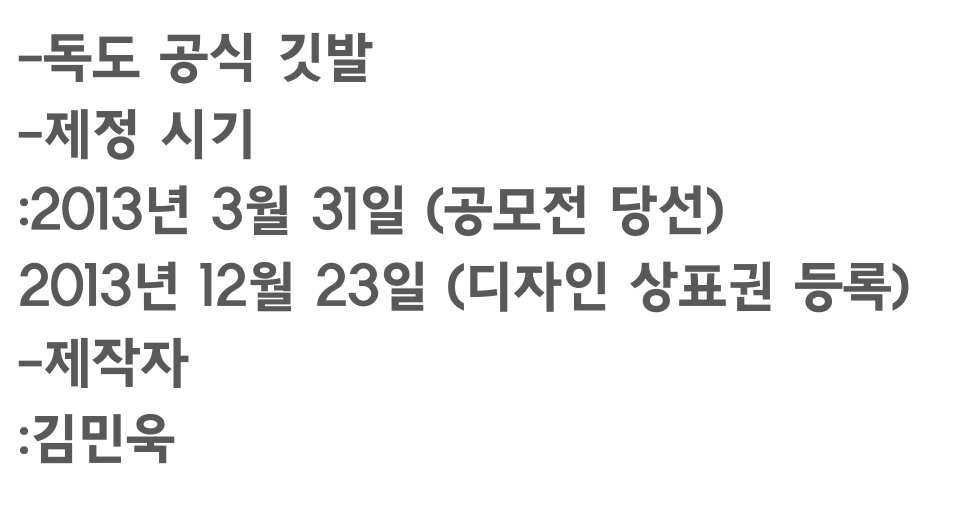 -독도 공식 깃발
-제정 시기
:2013년 3월 31일 (공모전 당선)
2013년 12월 23일 (디자인 상표권 등록)
-제작자
:김민욱